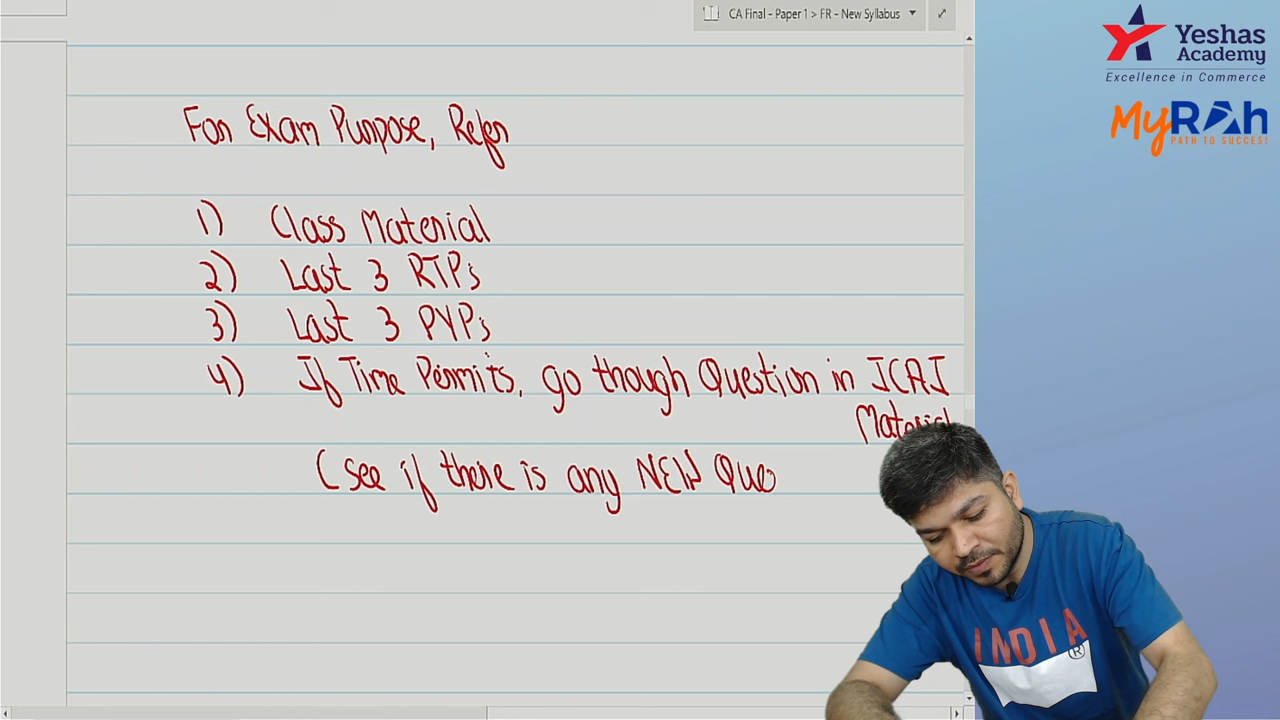 CA Final - Paper 1 > FR - New Syllabus
Yeshas
Academy
Excellence in Commerce
MyRAh
PATH TO SUCCESS
For Exam Purpose, Refer
1) Class Material
2) Last 3 RTPs
3) Last 3 PYPs
4) If Time Permits, go though Question in ICAI
Material
(see if there is any NEW Que
INDIA
®